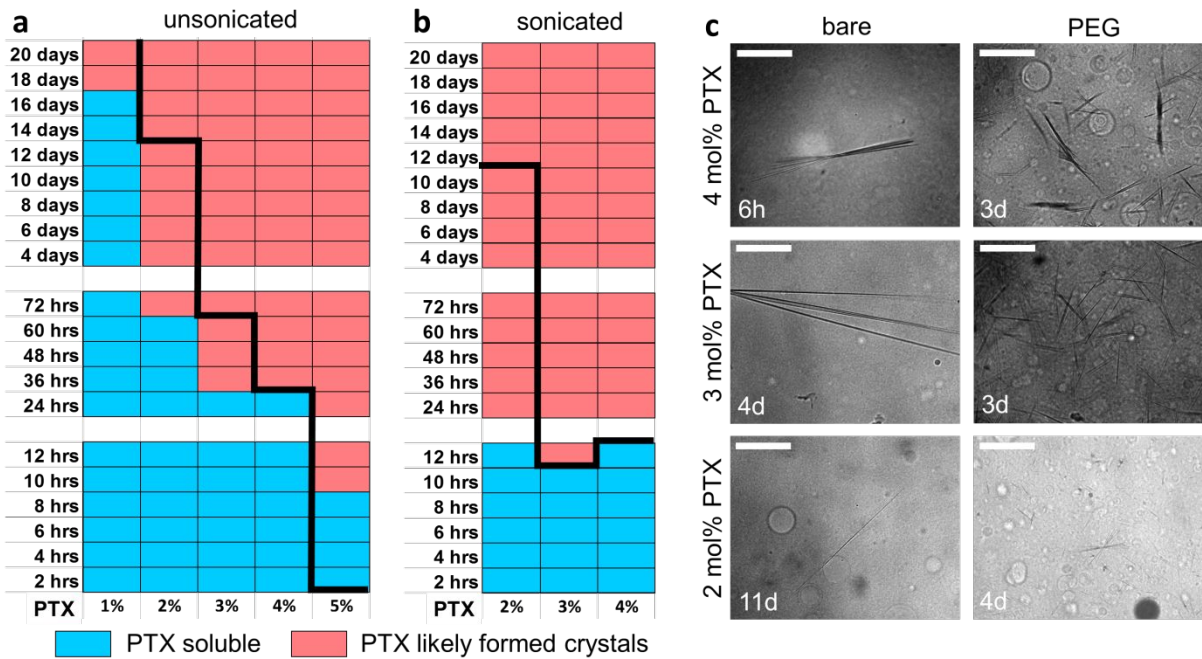 a
unsonicated
20 days
18 days
16 days
14 days
12 days
10 days
8 days
6 days
4 days
72 hrs
60 hrs
48 hrs
36 hrs
24 hrs
12 hrs
10 hrs
8 hrs
6 hrs
4 hrs
2 hrs
PTX 1% 2% 3% 4% 5%
b
sonicated
20 days
18 days
16 days
14 days
12 days
10 days
8 days
6 days
4 days
72 hrs
60 hrs
48 hrs
36 hrs
24 hrs
12 hrs
10 hrs
8 hrs
6 hrs
4 hrs
2 hrs
PTX 2% 3% 4%
PTX soluble
PTX likely formed crystals
c
bare PEG
4 mol% PTX
6h 3d
3 mol% PTX
4d 3d
2 mol% PTX
11d 4d